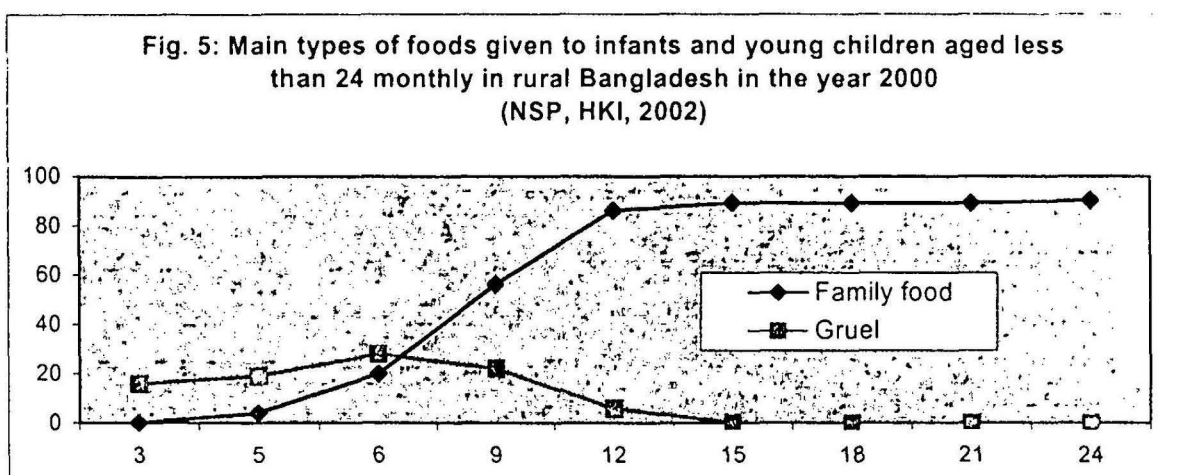 Fig. 5: Main types of foods given to infants and young children aged less
than 24 monthly in rural Bangladesh in the year 2000
(NSP, HKI, 2002)
100
80
60
40
20
0
Family food
Gruel
3 5 6 9 12 15 18 21 24